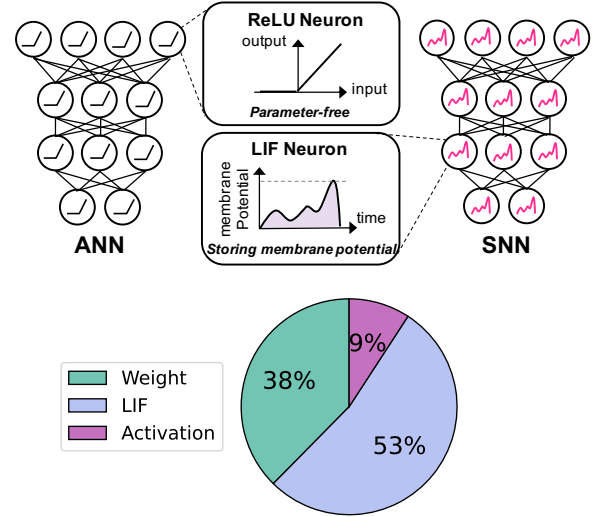 ReLU Neuron
output
input
Parameter-free
LIF Neuron
membrane
Potential
time
Storing membrane potential
ANN
SNN
Weight
LIF
Activation
9%
38%
53%